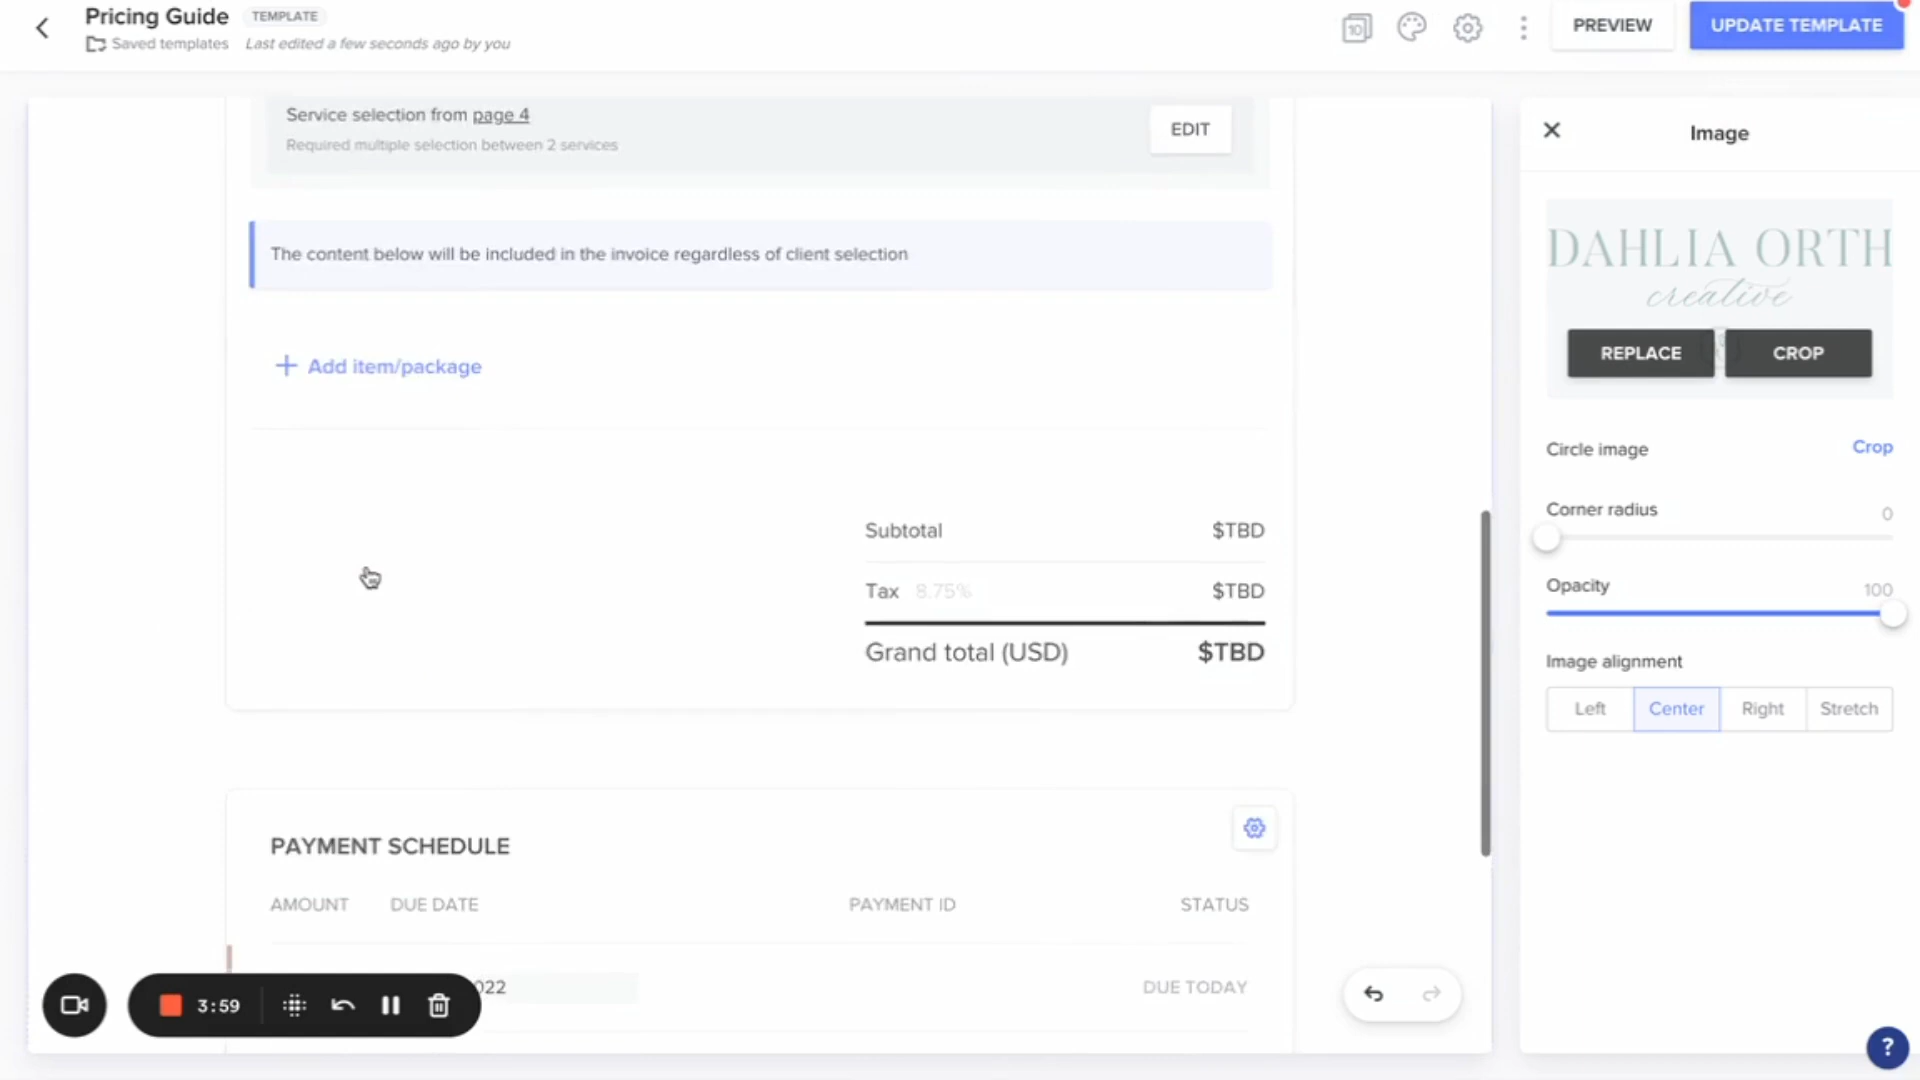 Pricing Guide TEMPLATE
Saved templates Last edited a few seconds ago by you
10
PREVIEW
UPDATE TEMPLATE
Service selection from page 4
Required multiple selection between 2 services
EDIT
The content below will be included in the invoice regardless of client selection
+ Add item/package
Subtotal $TBD
Tax 8.75% $TBD
Grand total (USD) $TBD
PAYMENT SCHEDULE
AMOUNT DUE DATE PAYMENT ID STATUS
022 DUE TODAY
3:59
Image
DAHLIA ORTH
creative
REPLACE CROP
Circle image Crop
Corner radius 0
Opacity 100
Image alignment
Left Center Right Stretch
?